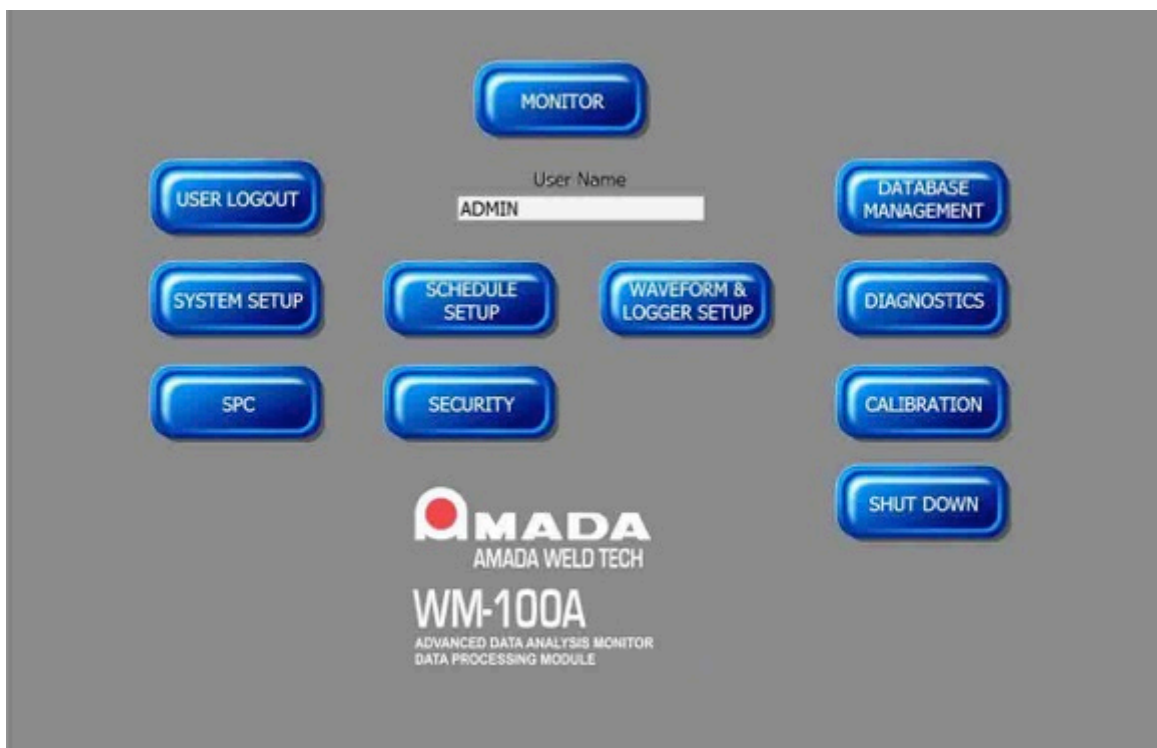 MONITOR
USER LOGOUT
User Name
ADMIN
DATABASE
MANAGEMENT
SYSTEM SETUP
SCHEDULE
SETUP
WAVEFORM &
LOGGER SETUP
DIAGNOSTICS
SPC
SECURITY
CALIBRATION
SHUT DOWN
AMADA
AMADA WELD TECH
WM-100A
ADVANCED DATA ANALYSIS MONITOR
DATA PROCESSING MODULE